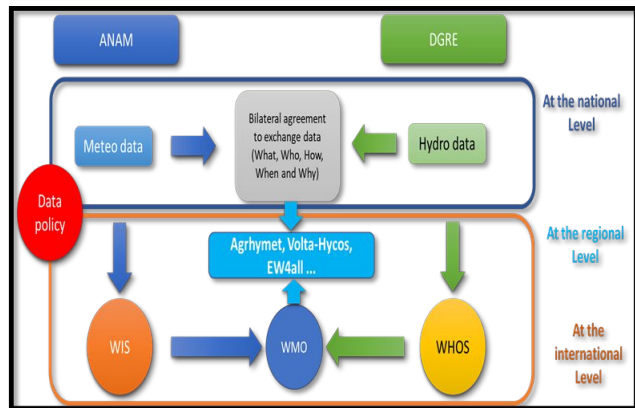 ANAM
DGRE
At the national
Level
Bilateral agreement
to exchange data
(What, Who, How,
When and Why)
Meteo data
Hydro data
Data
policy
Agrhymet, Volta-Hycos,
EW4all ...
At the regional
Level
WIS
WMO
WHOS
At the
international
Level